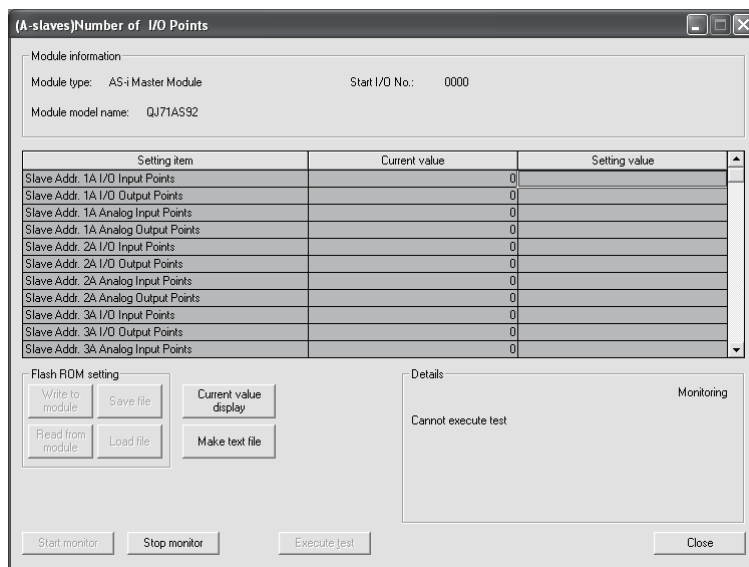 (A-slaves)Number of I/O Points
Module information
Module type: AS-i Master Module Start I/O No.: 0000
Module model name: QJ71AS92
Setting item Current value Setting value
Slave Addr. 1A I/O Input Points 0
Slave Addr. 1A I/O Output Points 0
Slave Addr. 1A Analog Input Points 0
Slave Addr. 1A Analog Output Points 0
Slave Addr. 2A I/O Input Points 0
Slave Addr. 2A I/O Output Points 0
Slave Addr. 2A Analog Input Points 0
Slave Addr. 2A Analog Output Points 0
Slave Addr. 3A I/O Input Points 0
Slave Addr. 3A I/O Output Points 0
Slave Addr. 3A Analog Input Points 0
Flash ROM setting
Write to module
Save file
Current value display
Read from module
Load file
Make text file
Details
Monitoring
Cannot execute test
Start monitor Stop monitor Execute test Close